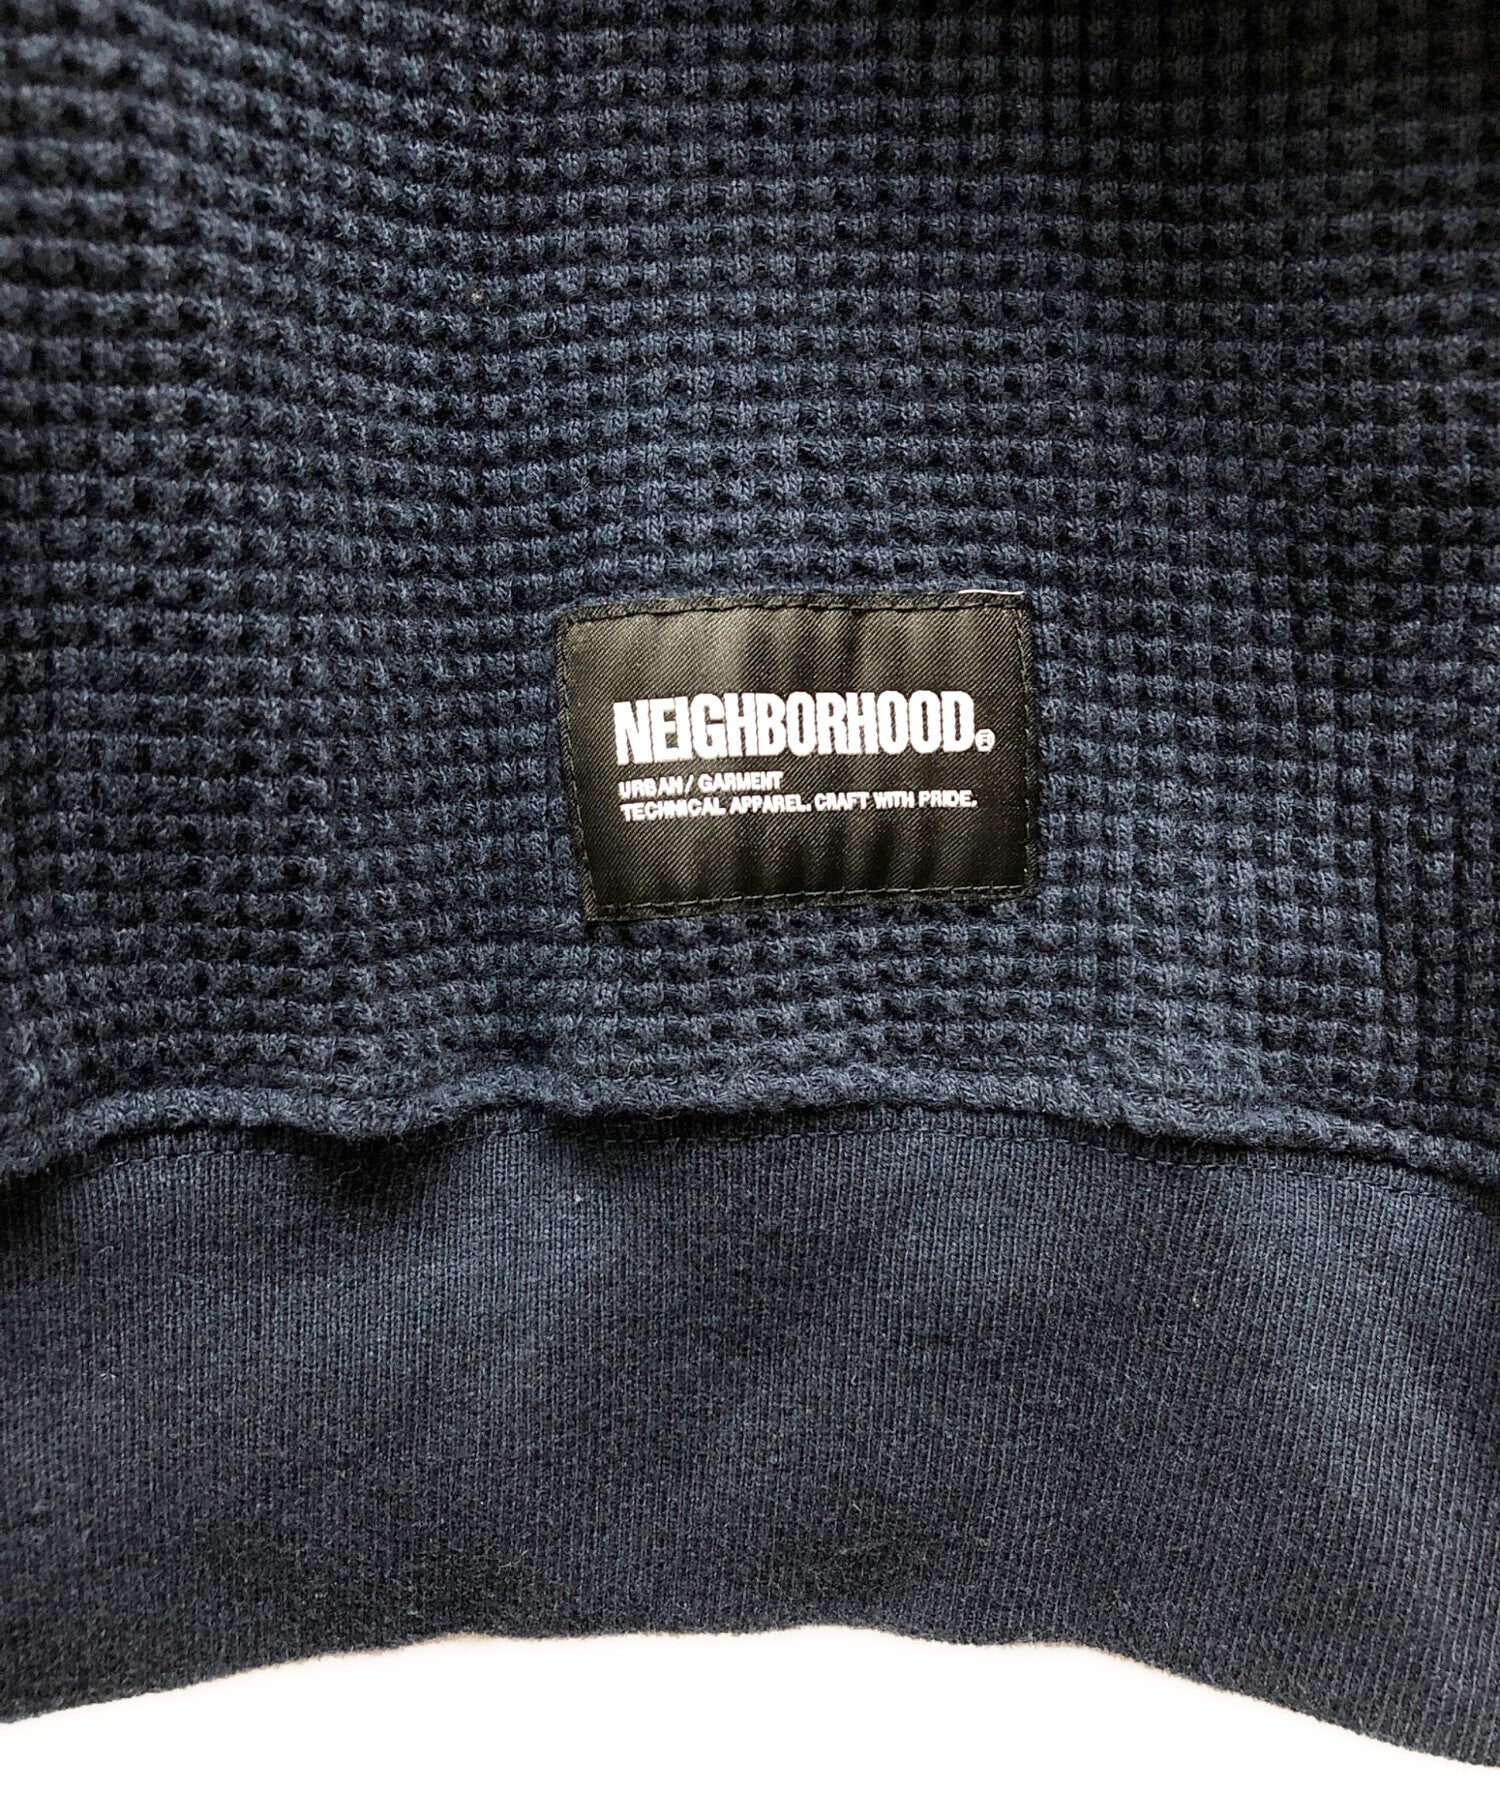 NEIGHBORHOOD®
URBAN/GARMENT
TECHNICAL APPAREL. CRAFT WITH PRIDE.